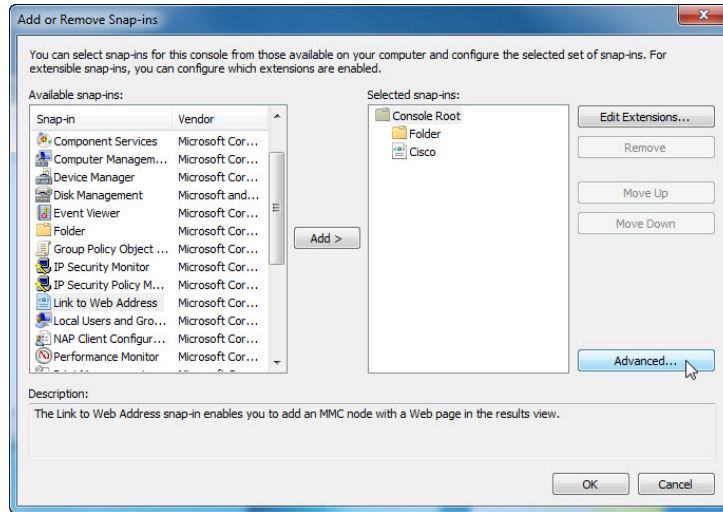 Add or Remove Snap-ins
You can select snap-ins for this console from those available on your computer and configure the selected set of snap-ins. For
extensible snap-ins, you can configure which extensions are enabled.
Available snap-ins:
Snap-in Vendor
Component Services Microsoft Cor...
Computer Managem... Microsoft Cor...
Device Manager Microsoft Cor...
Disk Management Microsoft and...
Event Viewer Microsoft Cor...
Folder Microsoft Cor...
Group Policy Object ... Microsoft Cor...
IP Security Monitor Microsoft Cor...
IP Security Policy M... Microsoft Cor...
Link to Web Address Microsoft Cor...
Local Users and Gro... Microsoft Cor...
NAP Client Configur... Microsoft Cor...
Performance Monitor Microsoft Cor...
Add >
Selected snap-ins:
Console Root
Folder
Cisco
Edit Extensions...
Remove
Move Up
Move Down
Advanced...
Description:
The Link to Web Address snap-in enables you to add an MMC node with a Web page in the results view.
OK Cancel